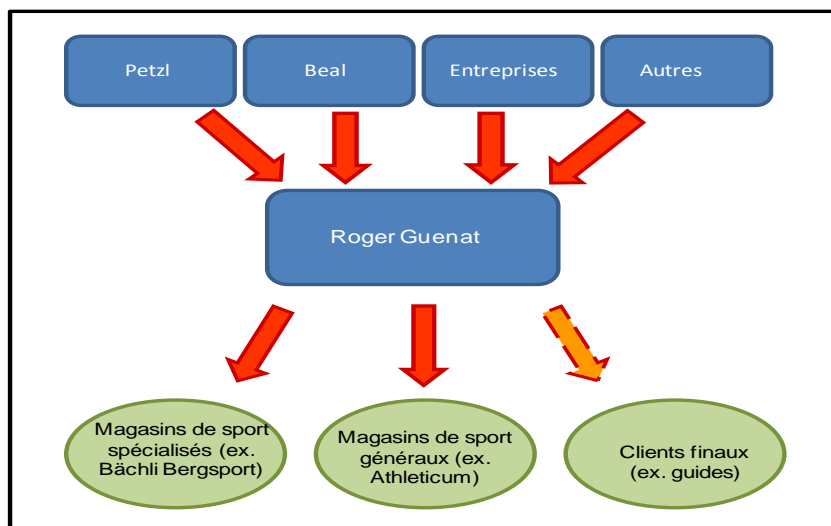 Petzl
Beal
Entreprises
Autres
Roger Guenat
Magasins de sport
spécialisés (ex.
Bächli Bergsport)
Magasins de sport
généraux (ex.
Athleticum)
Clients finaux
(ex. guides)